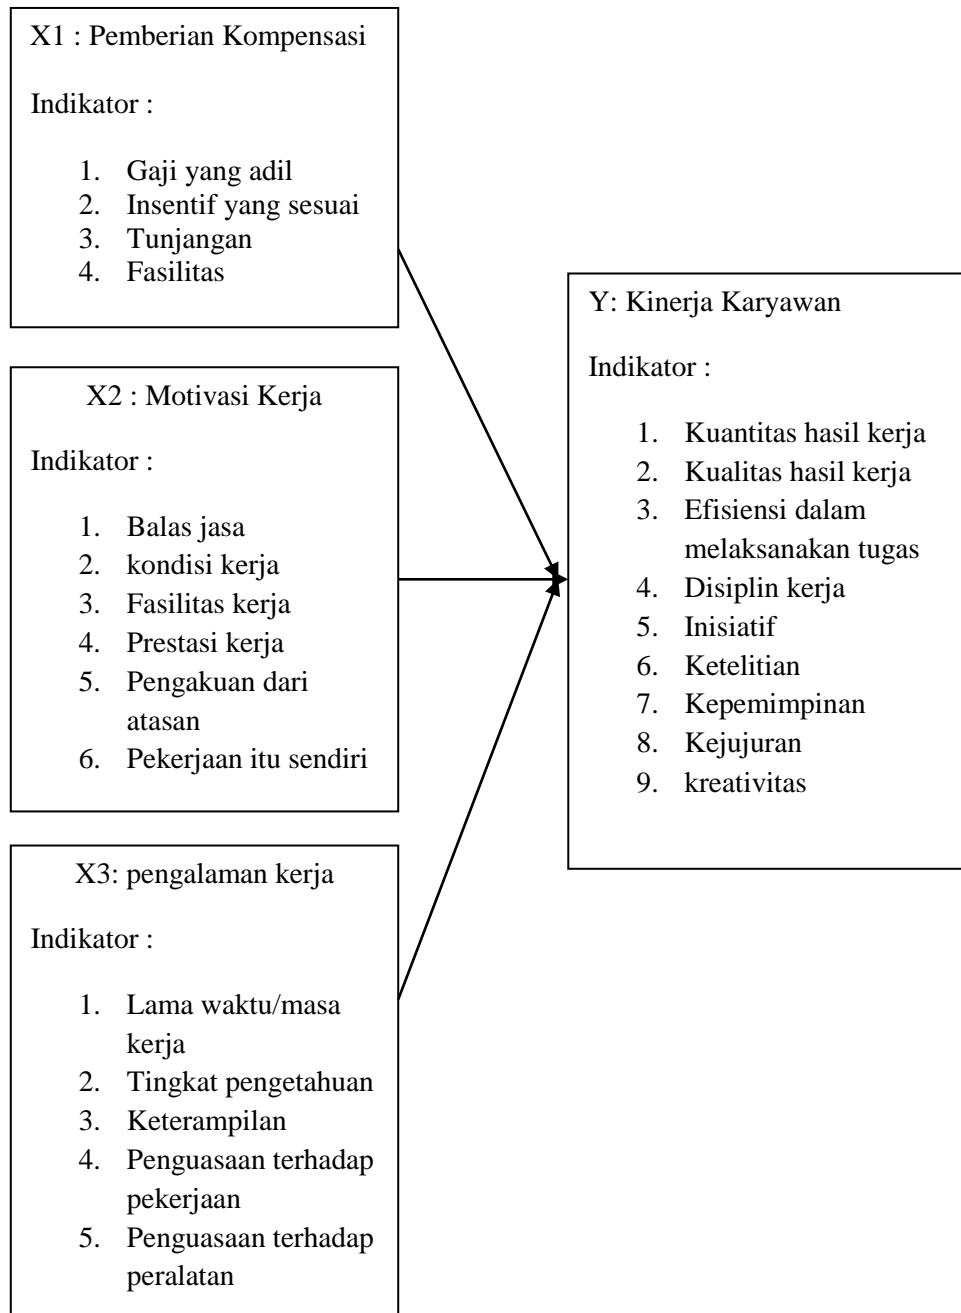 X1 : Pemberian Kompensasi
Indikator :
1. Gaji yang adil
2. Insentif yang sesuai
3. Tunjangan
4. Fasilitas
X2 : Motivasi Kerja
Indikator :
1. Balas jasa
2. kondisi kerja
3. Fasilitas kerja
4. Prestasi kerja
5. Pengakuan dari
atasan
6. Pekerjaan itu sendiri
X3: pengalaman kerja
Indikator :
1. Lama waktu/masa
kerja
2. Tingkat pengetahuan
3. Keterampilan
4. Penguasaan terhadap
pekerjaan
5. Penguasaan terhadap
peralatan
Y: Kinerja Karyawan
Indikator :
1. Kuantitas hasil kerja
2. Kualitas hasil kerja
3. Efisiensi dalam
melaksanakan tugas
4. Disiplin kerja
5. Inisiatif
6. Ketelitian
7. Kepemimpinan
8. Kejujuran
9. kreativitas